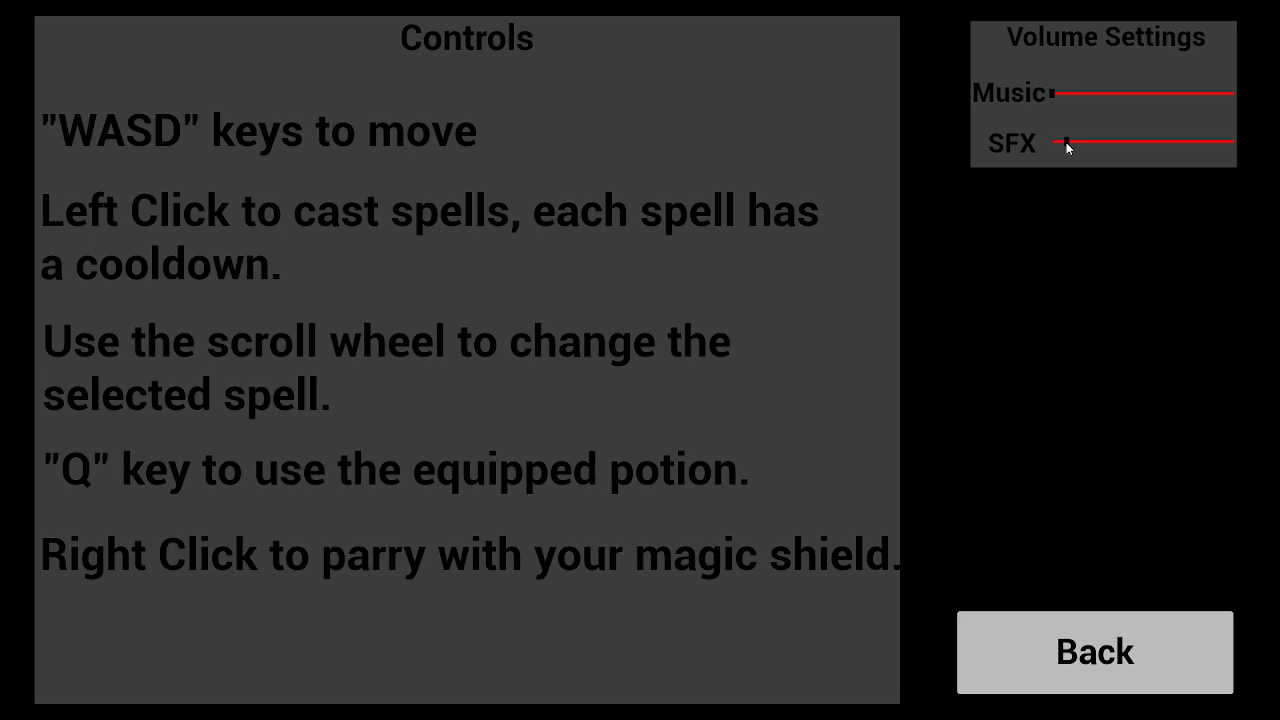 Controls
"WASD" keys to move
Left Click to cast spells, each spell has
a cooldown.
Use the scroll wheel to change the
selected spell.
"Q" key to use the equipped potion.
Right Click to parry with your magic shield.
Volume Settings
Music
SFX
Back